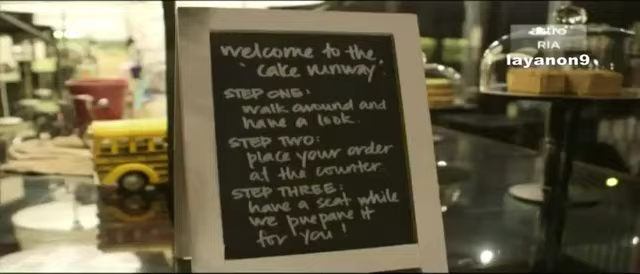 welcome to the
cake runway
STEP ONE:
walk around and
have a look.
STEP TWO:
place your order
at the counter.
STEP THREE:
have a seat while
we prepare it
for you!
astro
RIA
layanon9